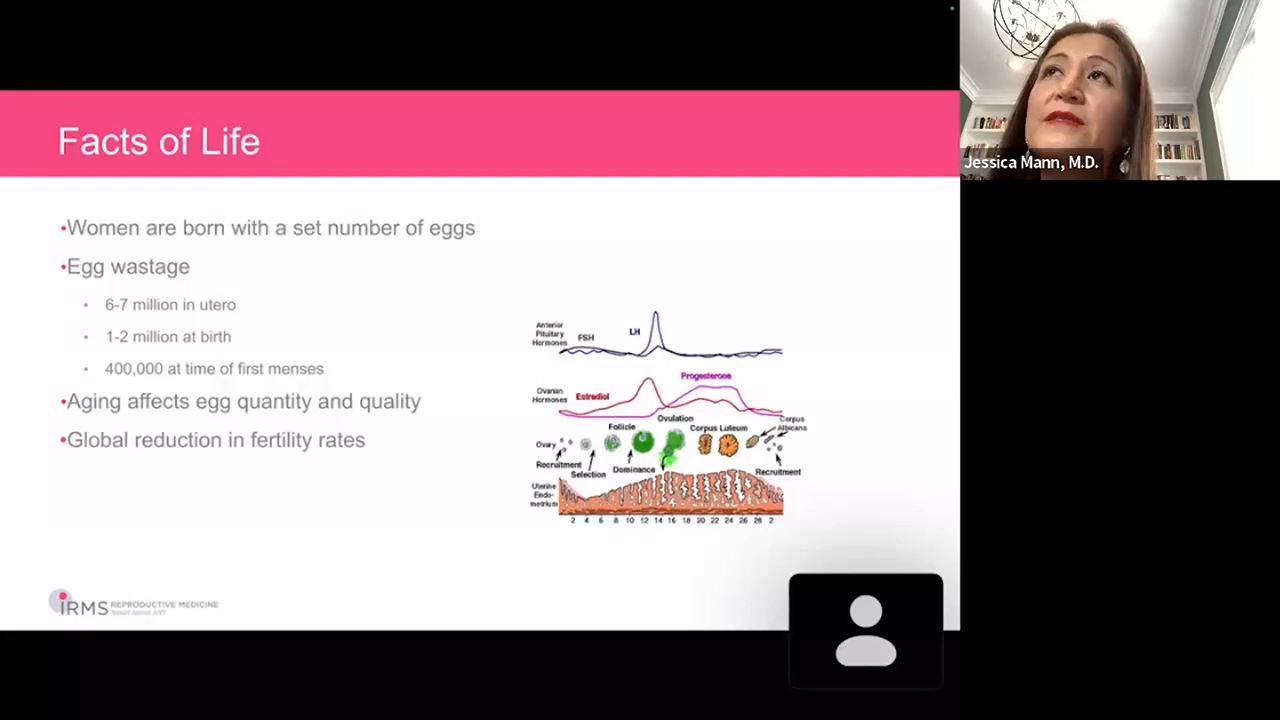 Facts of Life
•Women are born with a set number of eggs
•Egg wastage
• 6-7 million in utero
• 1-2 million at birth
• 400,000 at time of first menses
•Aging affects egg quantity and quality
•Global reduction in fertility rates
Anterior
Pituitary
Hormones
FSH
LH
Ovarian
Hormones
Estradiol
Progesterone
Ovulation
Follicle
Corpus Luteum
Corpus
Albicans
Ovary
Recruitment
Selection
Dominance
Recruitment
Uterine
Endo-
metrium
2 4 6 8 10 12 14 16 18 20 22 24 26 28 2
IRMS REPRODUCTIVE MEDICINE
Jessica Mann, M.D.